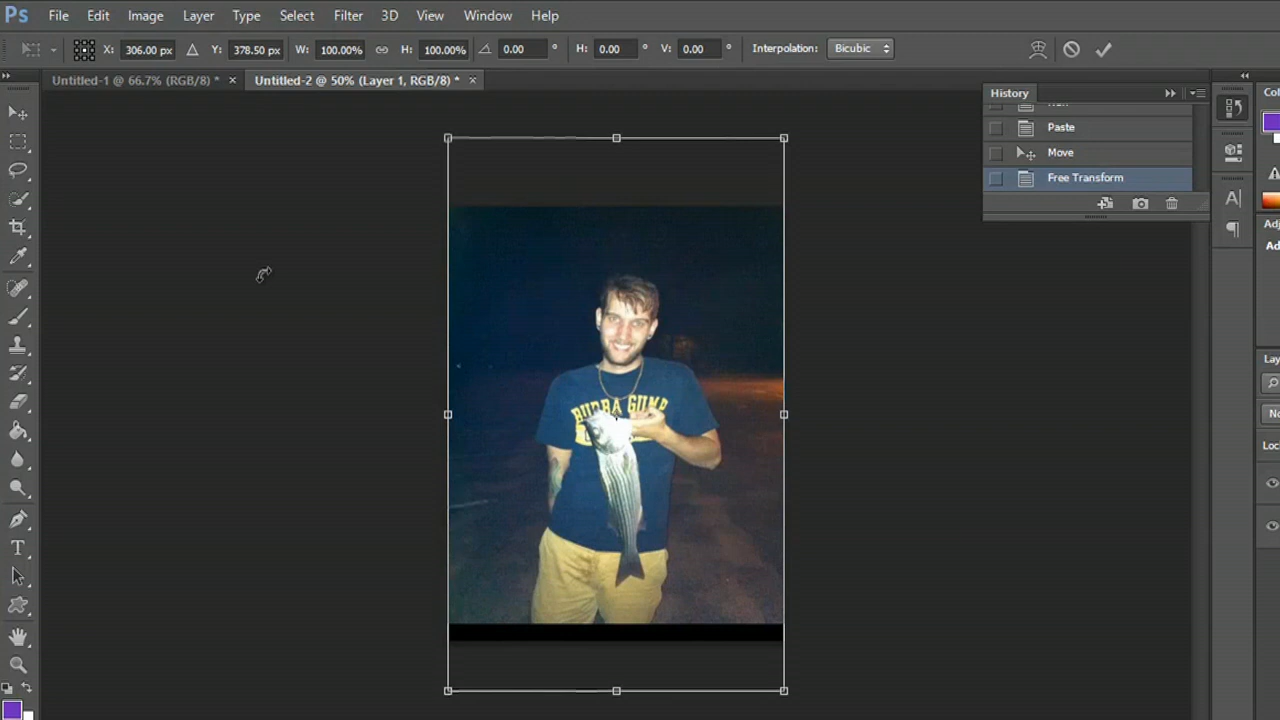 Ps File Edit Image Layer Type Select Filter 3D View Window Help
X: 306.00 px Y: 378.50 px W: 100.00% H: 100.00% 0.00 ° H: 0.00 ° V: 0.00 ° Interpolation: Bicubic
Untitled-1 @ 66.7% (RGB/8) * × Untitled-2 @ 50% (Layer 1, RGB/8) * ×
History
Paste
Move
Free Transform
BUBBA GUMP